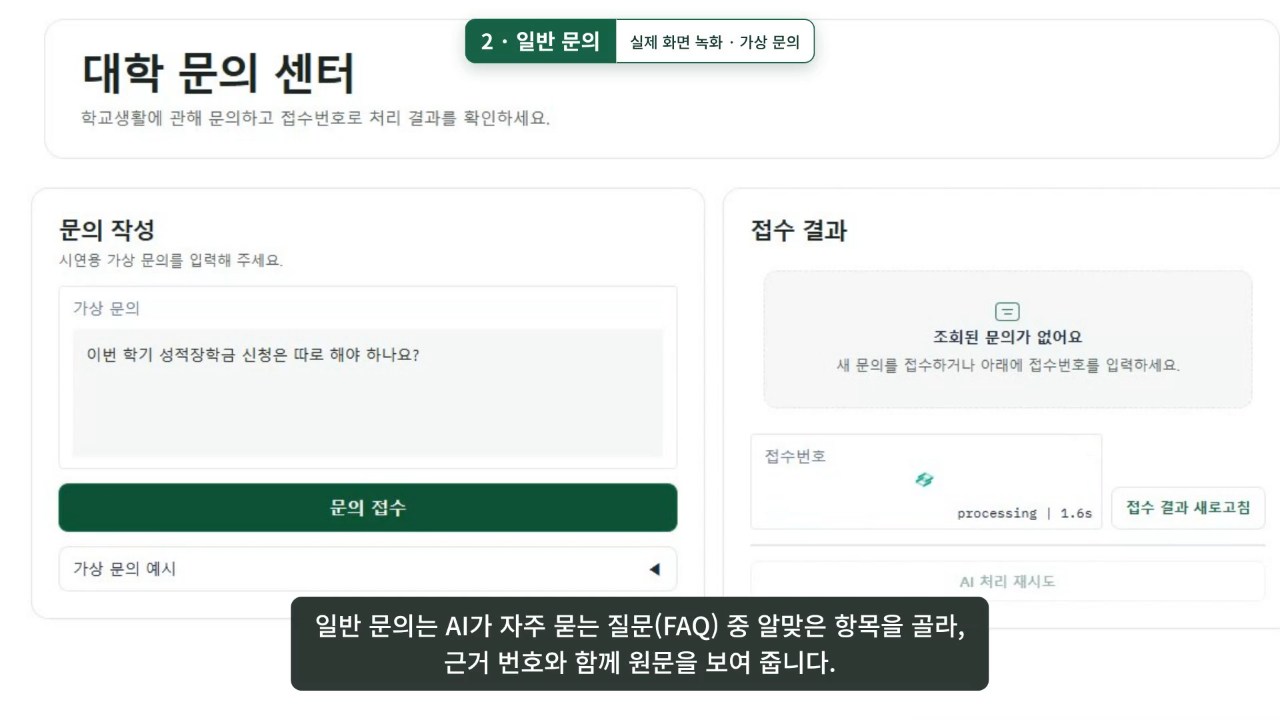 2 · 일반 문의
실제 화면 녹화 · 가상 문의
대학 문의 센터
학교생활에 관해 문의하고 접수번호로 처리 결과를 확인하세요.
문의 작성
시연용 가상 문의를 입력해 주세요.
가상 문의
이번 학기 성적장학금 신청은 따로 해야 하나요?
문의 접수
가상 문의 예시
접수 결과
조회된 문의가 없어요
새 문의를 접수하거나 아래에 접수번호를 입력하세요.
접수번호
processing | 1.6s
접수 결과 새로고침
AI 처리 재시도
일반 문의는 AI가 자주 묻는 질문(FAQ) 중 알맞은 항목을 골라,
근거 번호와 함께 원문을 보여 줍니다.